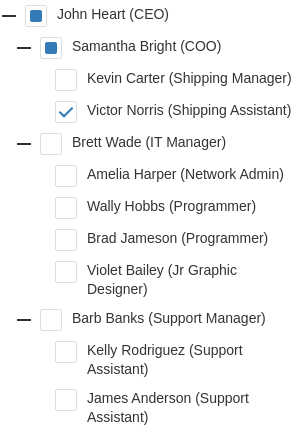 John Heart (CEO)
Samantha Bright (COO)
Kevin Carter (Shipping Manager)
Victor Norris (Shipping Assistant)
Brett Wade (IT Manager)
Amelia Harper (Network Admin)
Wally Hobbs (Programmer)
Brad Jameson (Programmer)
Violet Bailey (Jr Graphic
Designer)
Barb Banks (Support Manager)
Kelly Rodriguez (Support
Assistant)
James Anderson (Support
Assistant)